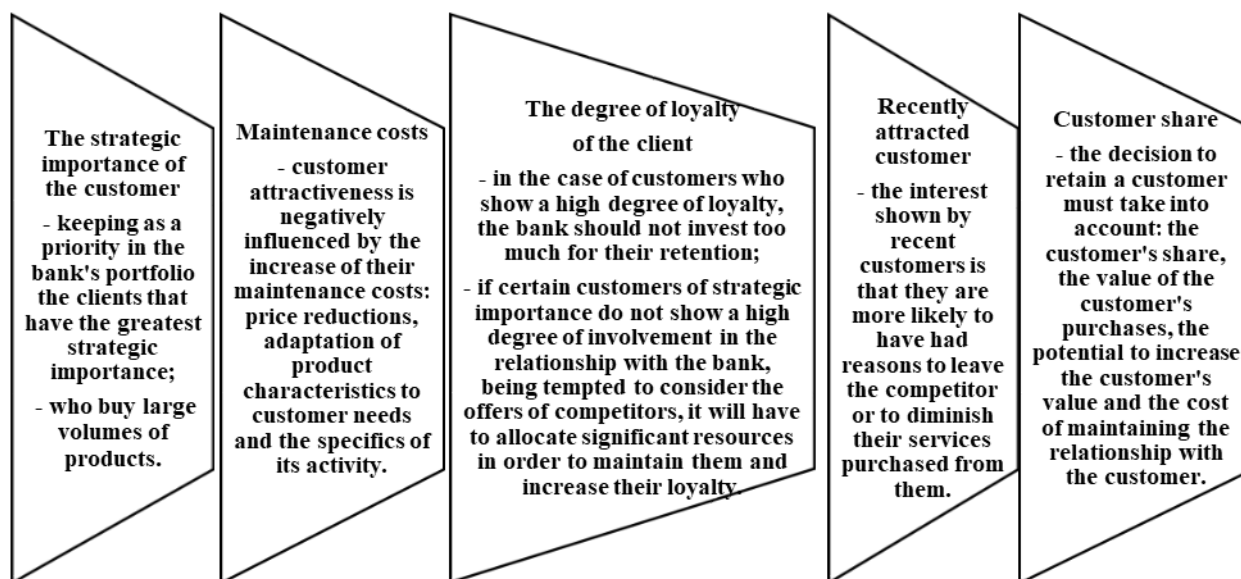 The strategic
importance of
the customer
- keeping as a
priority in the
bank's portfolio
the clients that
have the greatest
strategic
importance;
- who buy large
volumes of
products.
Maintenance costs
- customer
attractiveness is
negatively
influenced by the
increase of their
maintenance costs:
price reductions,
adaptation of
product
characteristics to
customer needs
and the specifics of
its activity.
The degree of loyalty
of the client
- in the case of customers who
show a high degree of loyalty,
the bank should not invest too
much for their retention;
- if certain customers of strategic
importance do not show a high
degree of involvement in the
relationship with the bank,
being tempted to consider the
offers of competitors, it will have
to allocate significant resources
in order to maintain them and
increase their loyalty.
Recently
attracted
customer
- the interest
shown by
recent
customers is
that they are
more likely to
have had
reasons to leave
the competitor
or to diminish
their services
purchased from
them.
Customer share
- the decision to
retain a customer
must take into
account: the
customer's share,
the value of the
customer's
purchases, the
potential to increase
the customer's
value and the cost
of maintaining the
relationship with
the customer.